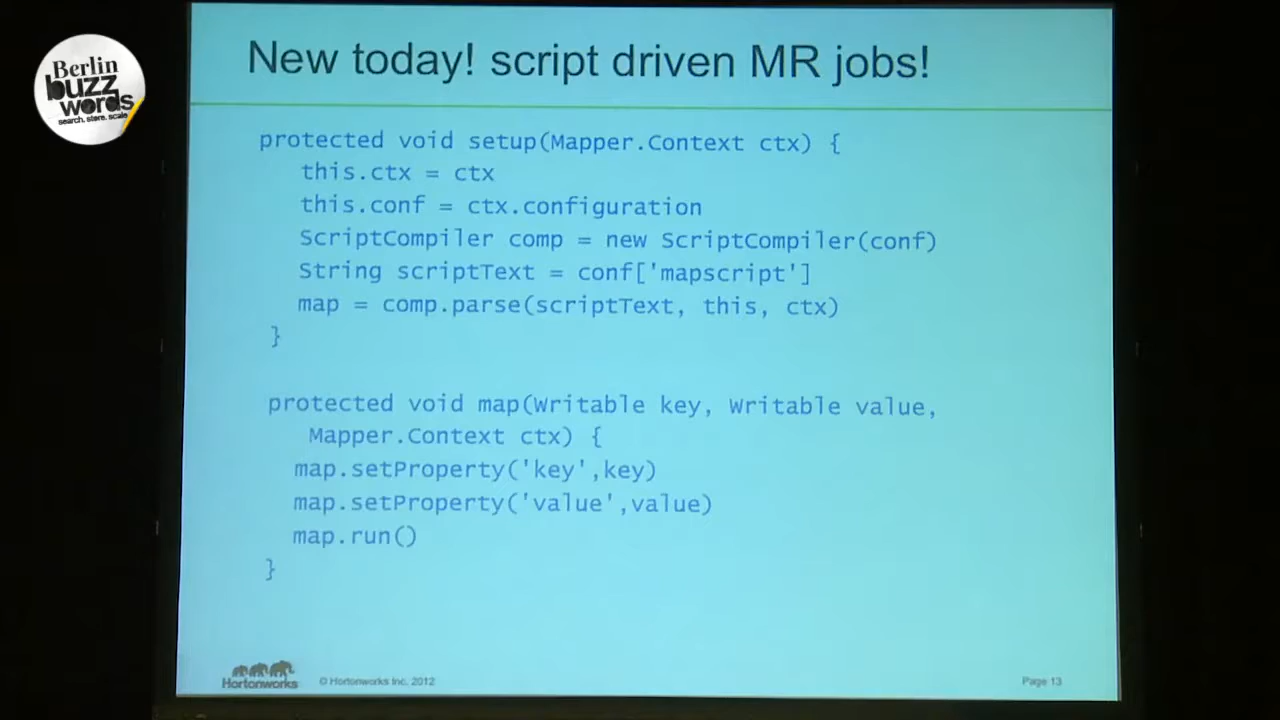 Berlin
buzz
words
search. store. scale.
New today! script driven MR jobs!
protected void setup(Mapper.Context ctx) {
this.ctx = ctx
this.conf = ctx.configuration
ScriptCompiler comp = new ScriptCompiler(conf)
String scriptText = conf['mapscript']
map = comp.parse(scriptText, this, ctx)
}
protected void map(Writable key, Writable value,
Mapper.Context ctx) {
map.setProperty('key',key)
map.setProperty('value',value)
map.run()
}
Hortonworks
© Hortonworks Inc. 2012
Page 13